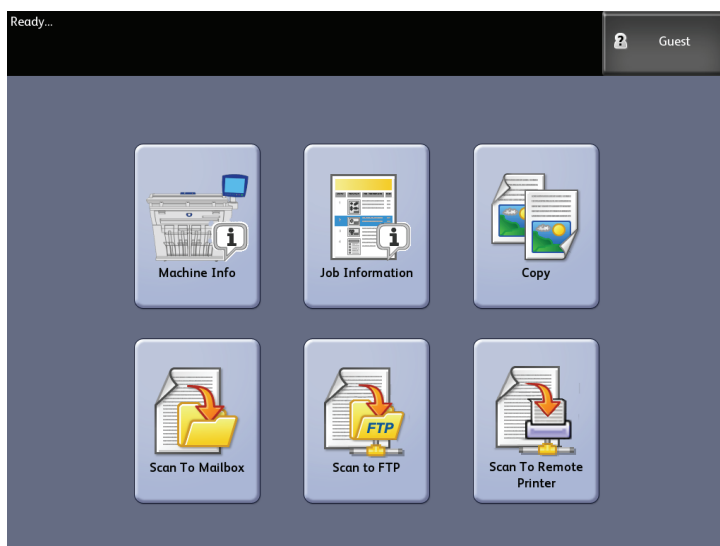 Ready...
Guest
Machine Info
Job Information
Copy
FTP
Scan To Mailbox
Scan to FTP
Scan To Remote
Printer